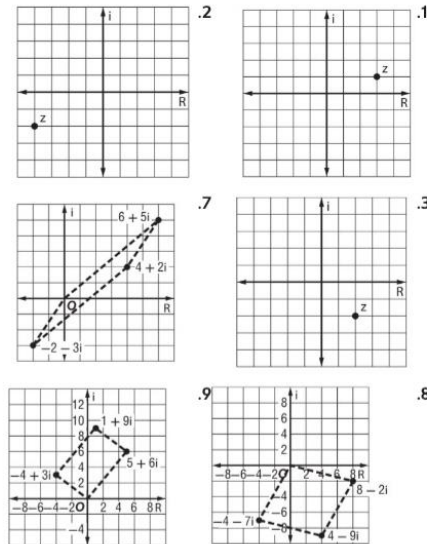 i
.2
z
R
i
.1
z
R
i
.7
6 + 5i
4 + 2i
O
R
−2 − 3i
i
.3
R
z
i
.9
12
10
8
6
4
2
1 + 9i
5 + 6i
−4 + 3i
−8 −6 −4 −2 O 2 4 6 8 R
−4
i
.8
8
6
4
2
−8 −6 −4 −2 O 2 4 6 8 R
8 − 2i
−4 − 7i
−6
−8
4 − 9i